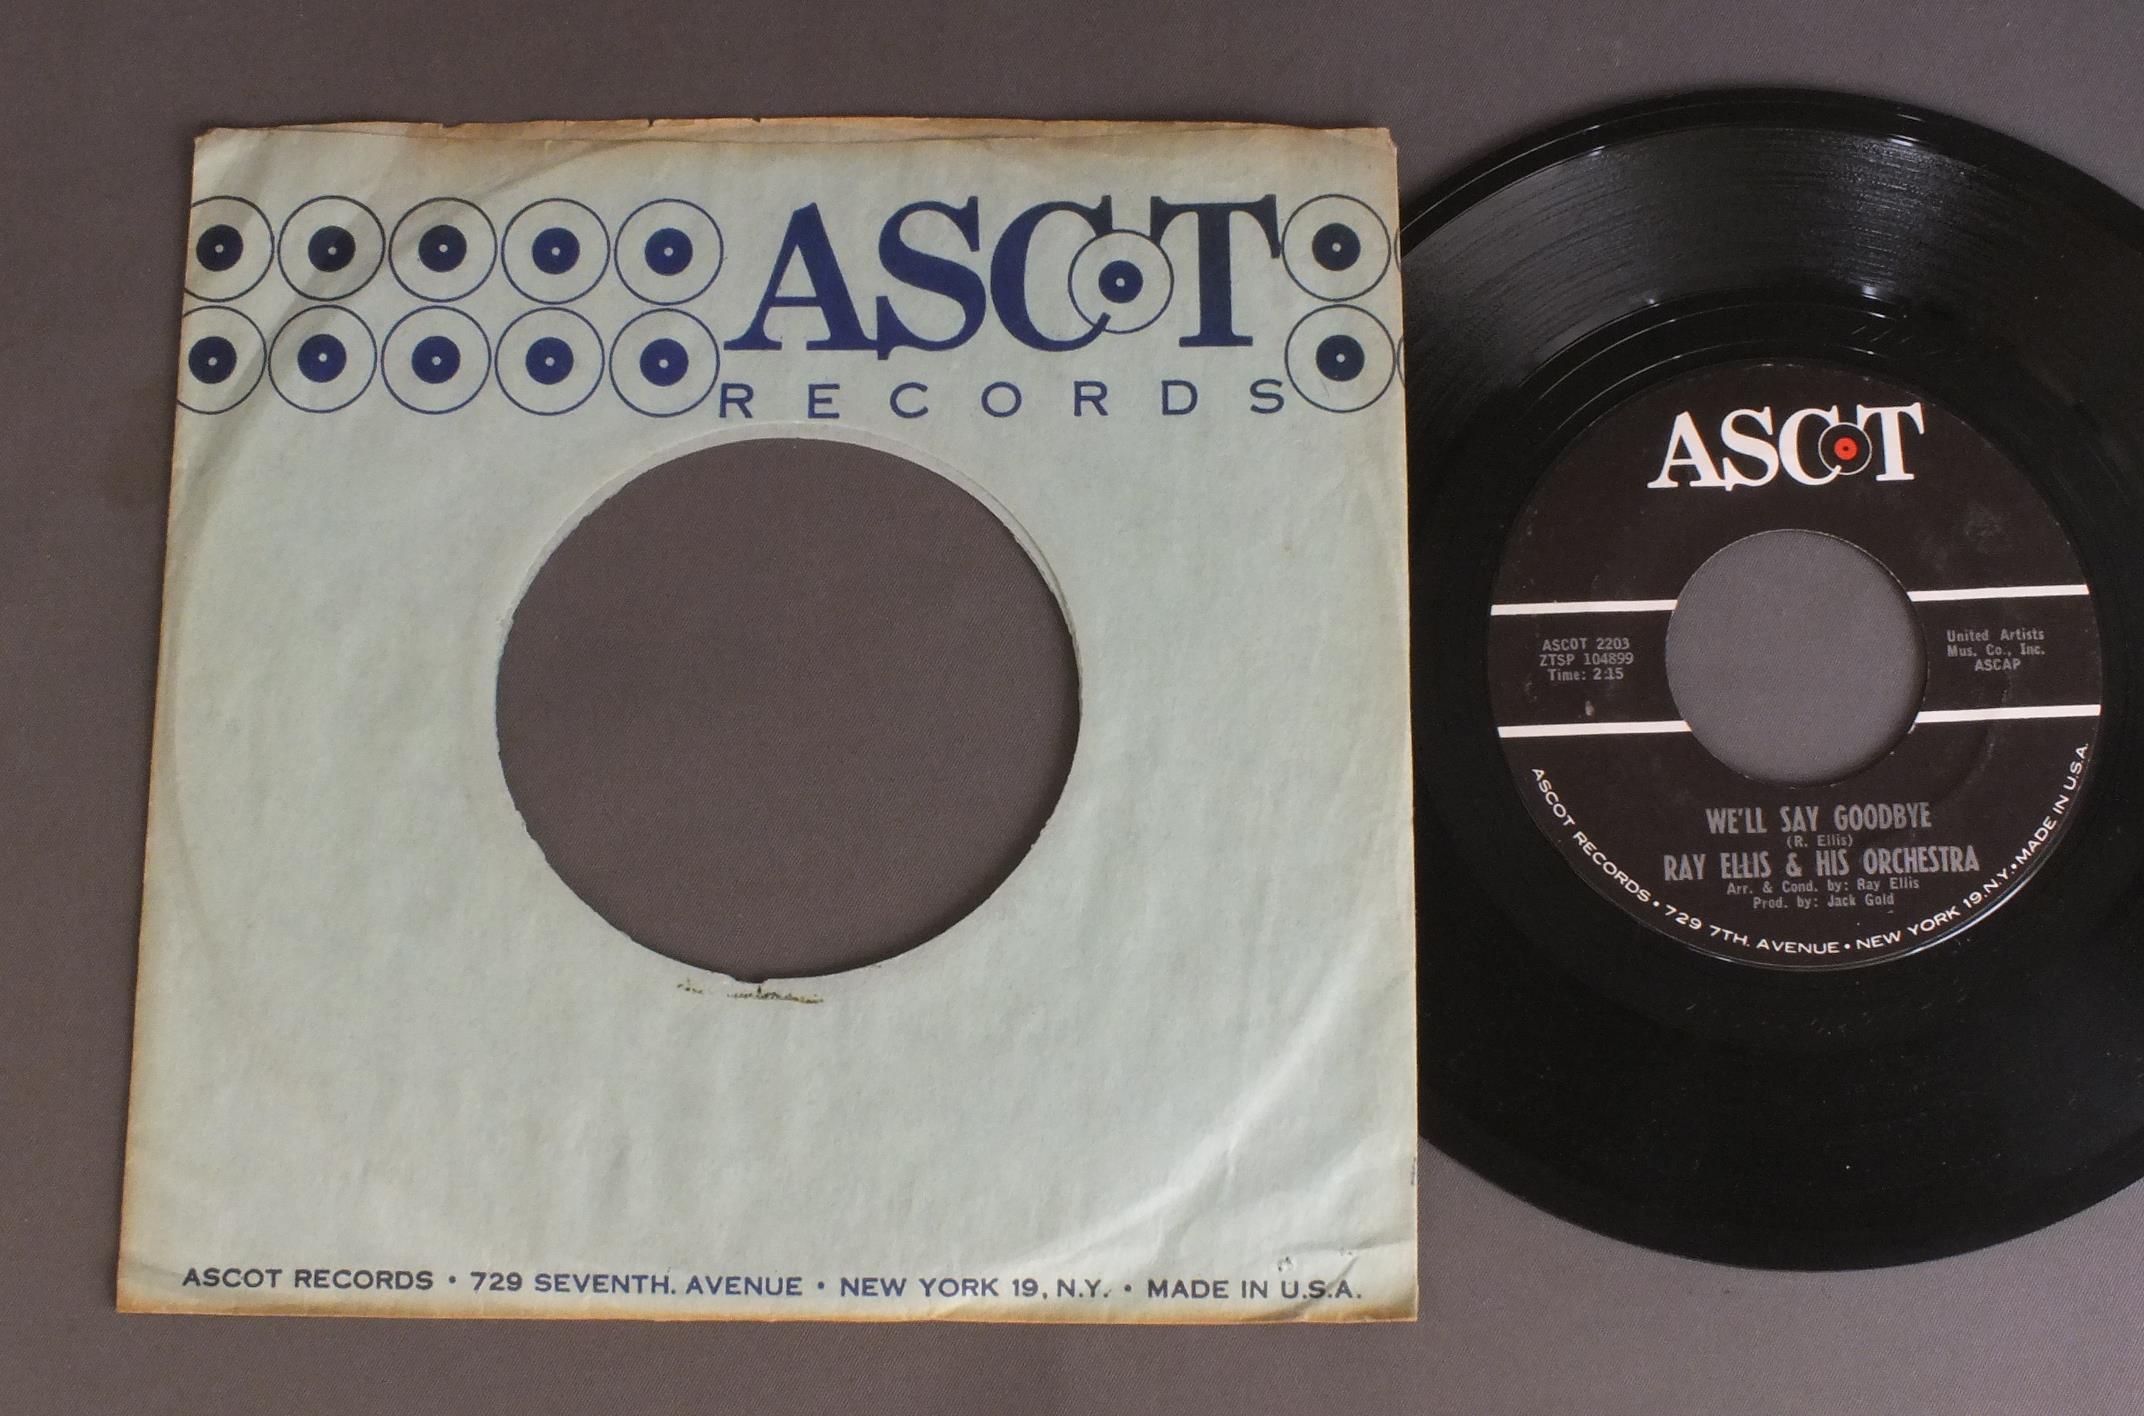 ASCOT
RECORDS
ASCOT RECORDS • 729 SEVENTH. AVENUE • NEW YORK 19, N.Y. • MADE IN U.S.A.
ASCOT
ASCOT 2203
ZTSP 104899
Time: 2:15
United Artists
Mus. Co., Inc.
ASCAP
WE'LL SAY GOODBYE
(R. Ellis)
RAY ELLIS & HIS ORCHESTRA
Arr. & Cond. by: Ray Ellis
Prod. by: Jack Gold
ASCOT RECORDS • 729 7TH. AVENUE • NEW YORK 19, N.Y. • MADE IN U.S.A.